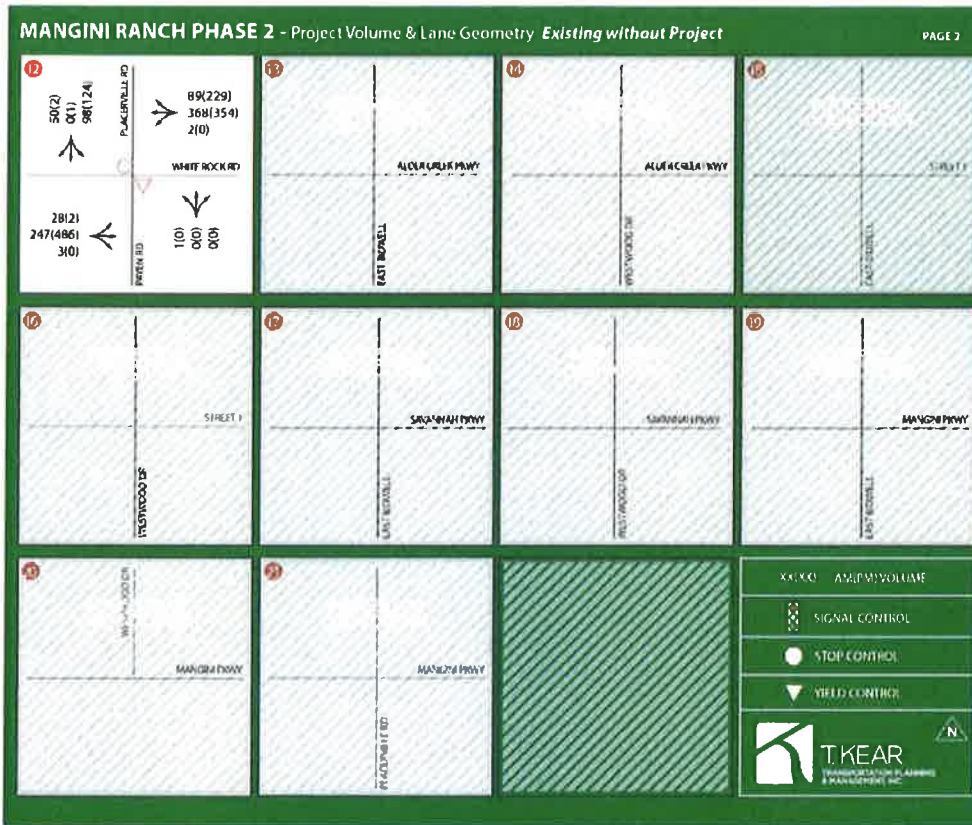 MANGINI RANCH PHASE 2 - Project Volume & Lane Geometry Existing without Project
PAGE 2
12
50(2)
0(1)
98(124)
PLACERVILLE RD
89(229)
368(354)
2(0)
WHITE ROCK RD
28(2)
247(486)
3(0)
PAYEN RD
1(0)
0(0)
0(0)
13
ALDER CREEK PKWY
EAST BIDWELL
14
ALDER CREEK PKWY
WESTWOOD DR
15
STREET 1
EAST BIDWELL
16
STREET 1
WESTWOOD DR
17
SAVANNAH PKWY
EAST BIDWELL
18
SAVANNAH PKWY
WESTWOOD DR
19
MANGINI PKWY
EAST BIDWELL
20
WESTWOOD DR
MANGINI PKWY
21
MANGINI PKWY
PLACERVILLE RD
XX(XX) AM(PM) VOLUME
SIGNAL CONTROL
STOP CONTROL
YIELD CONTROL
N
T.KEAR
TRANSPORTATION PLANNING
& MANAGEMENT, INC.